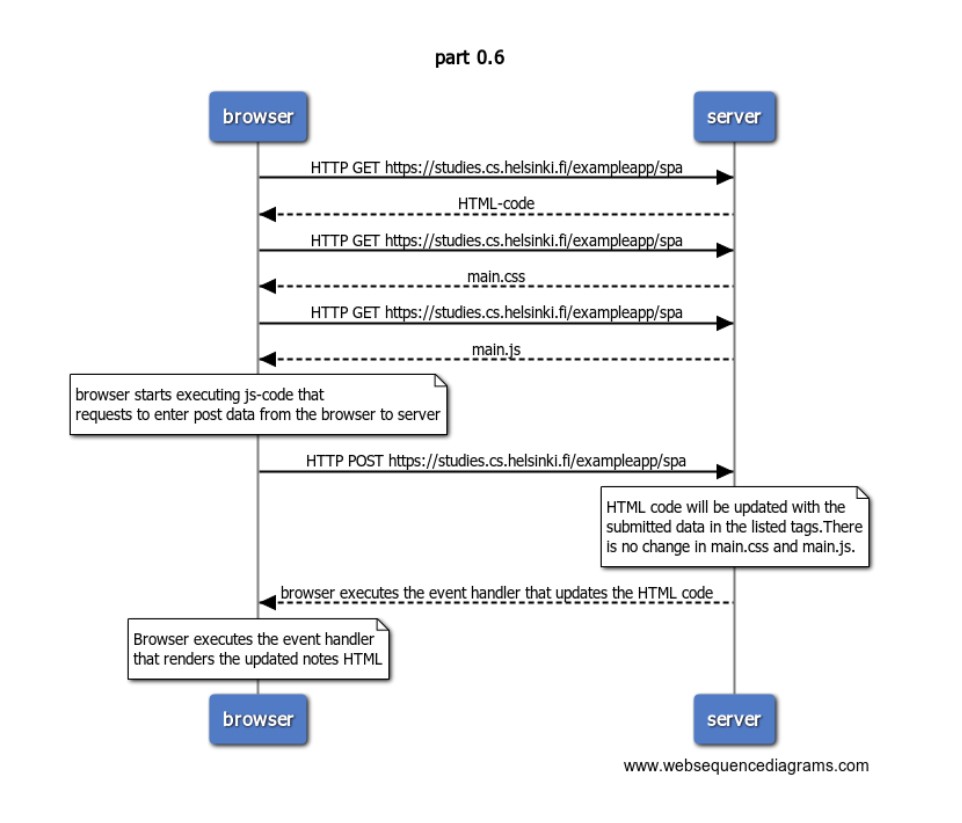 part 0.6
browser
server
HTTP GET https://studies.cs.helsinki.fi/exampleapp/spa
HTML-code
HTTP GET https://studies.cs.helsinki.fi/exampleapp/spa
main.css
HTTP GET https://studies.cs.helsinki.fi/exampleapp/spa
main.js
browser starts executing js-code that
requests to enter post data from the browser to server
HTTP POST https://studies.cs.helsinki.fi/exampleapp/spa
HTML code will be updated with the
submitted data in the listed tags.There
is no change in main.css and main.js.
browser executes the event handler that updates the HTML code
Browser executes the event handler
that renders the updated notes HTML
browser
server
www.websequencediagrams.com